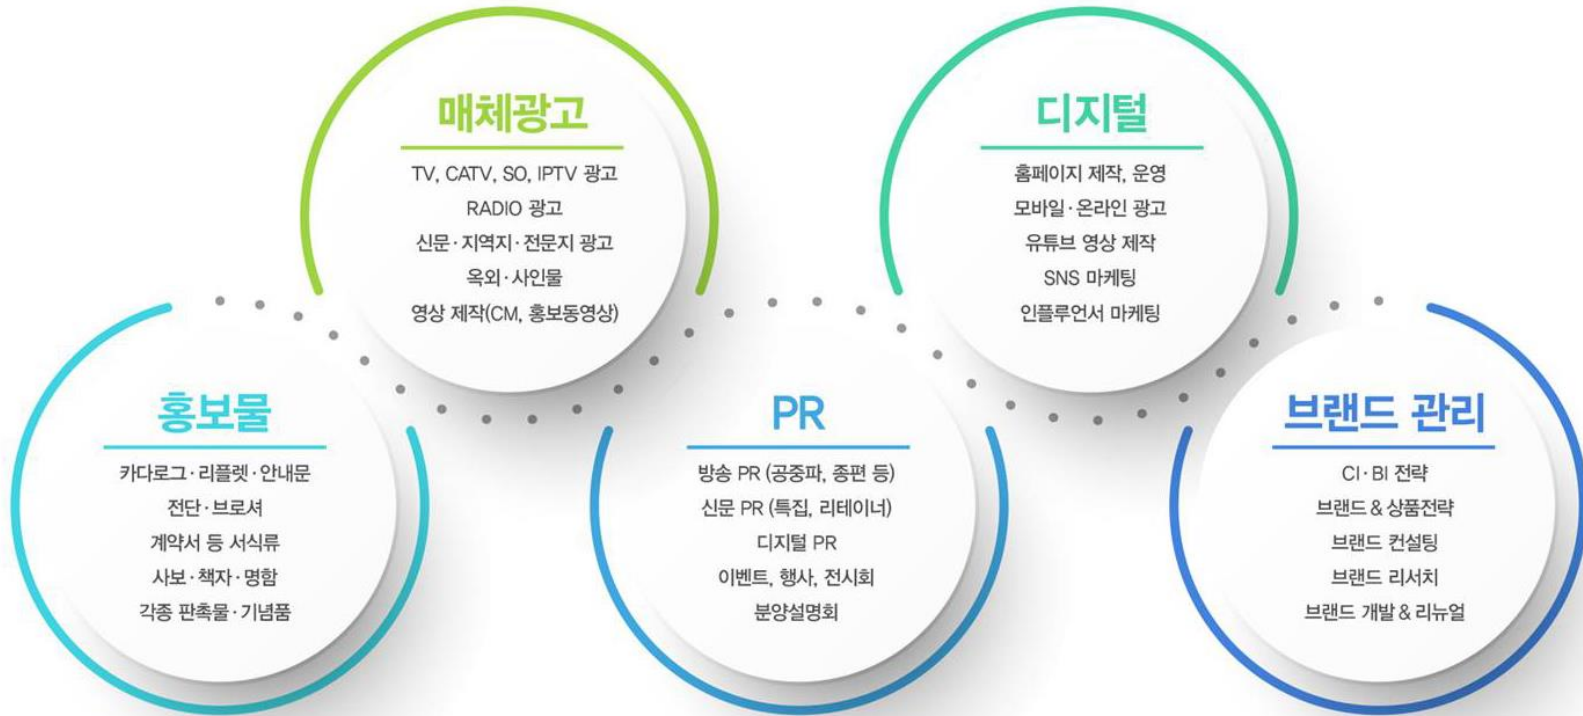 홍보물
카다로그·리플렛·안내문
전단·브로셔
계약서 등 서식류
사보·책자·명함
각종 판촉물·기념품
매체광고
TV, CATV, SO, IPTV 광고
RADIO 광고
신문·지역지·전문지 광고
옥외·사인물
영상 제작(CM, 홍보동영상)
PR
방송 PR (공중파, 종편 등)
신문 PR (특집, 리테이너)
디지털 PR
이벤트, 행사, 전시회
분양설명회
디지털
홈페이지 제작, 운영
모바일·온라인 광고
유튜브 영상 제작
SNS 마케팅
인플루언서 마케팅
브랜드 관리
CI·BI 전략
브랜드 & 상품전략
브랜드 컨설팅
브랜드 리서치
브랜드 개발 & 리뉴얼